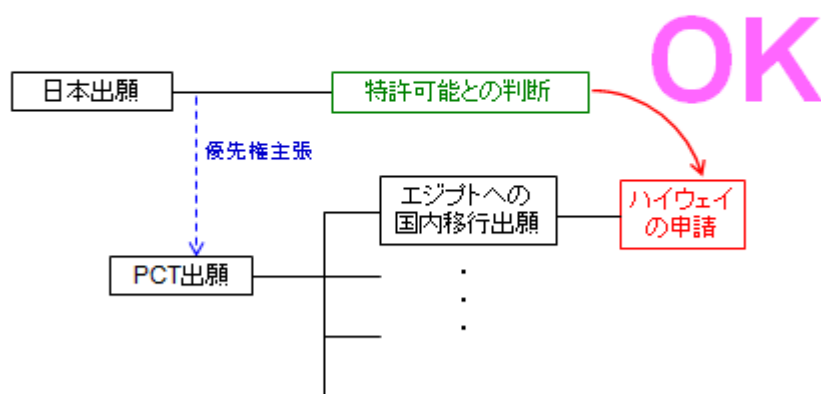 OK
日本出願
特許可能との判断
優先権主張
エジプトへの
国内移行出願
ハイウェイ
の申請
PCT出願